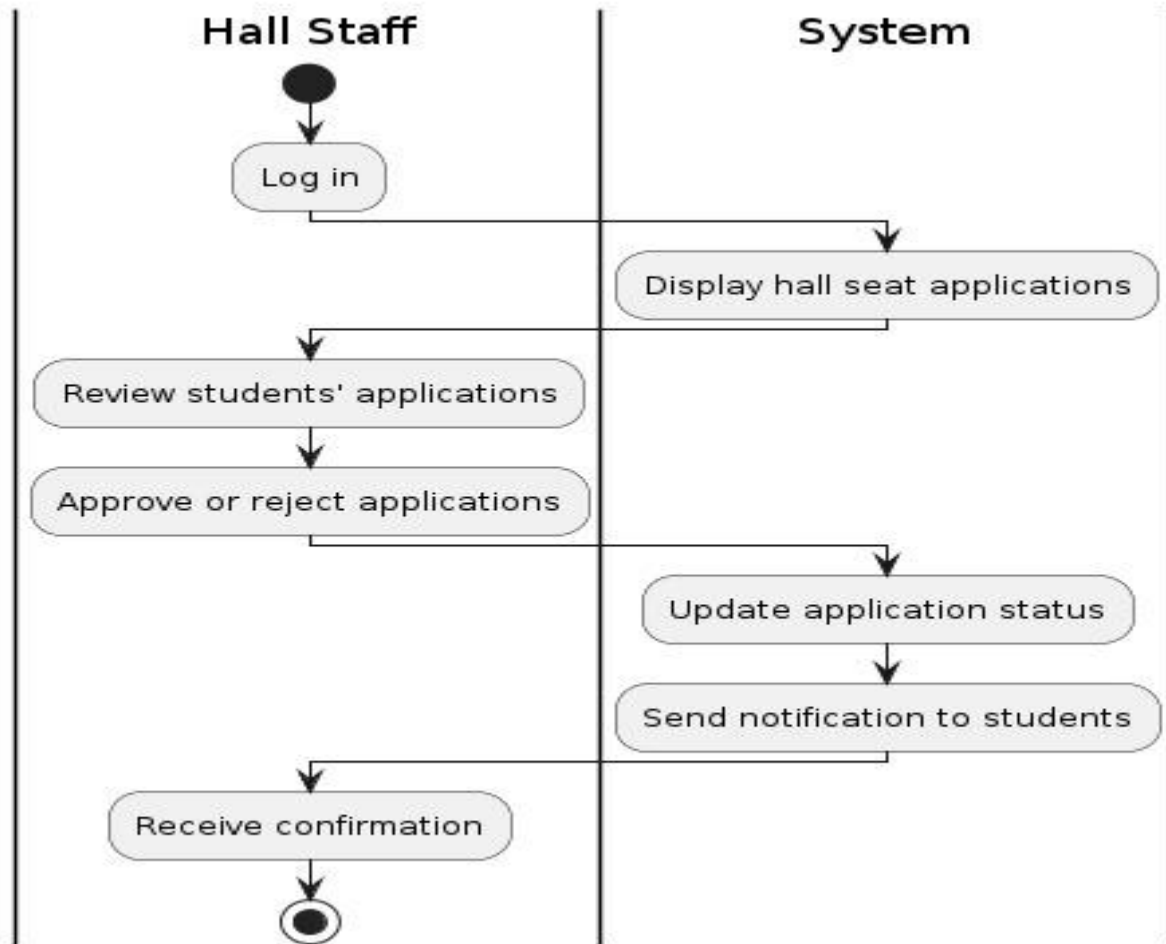 Hall Staff
System
Log in
Display hall seat applications
Review students' applications
Approve or reject applications
Update application status
Send notification to students
Receive confirmation